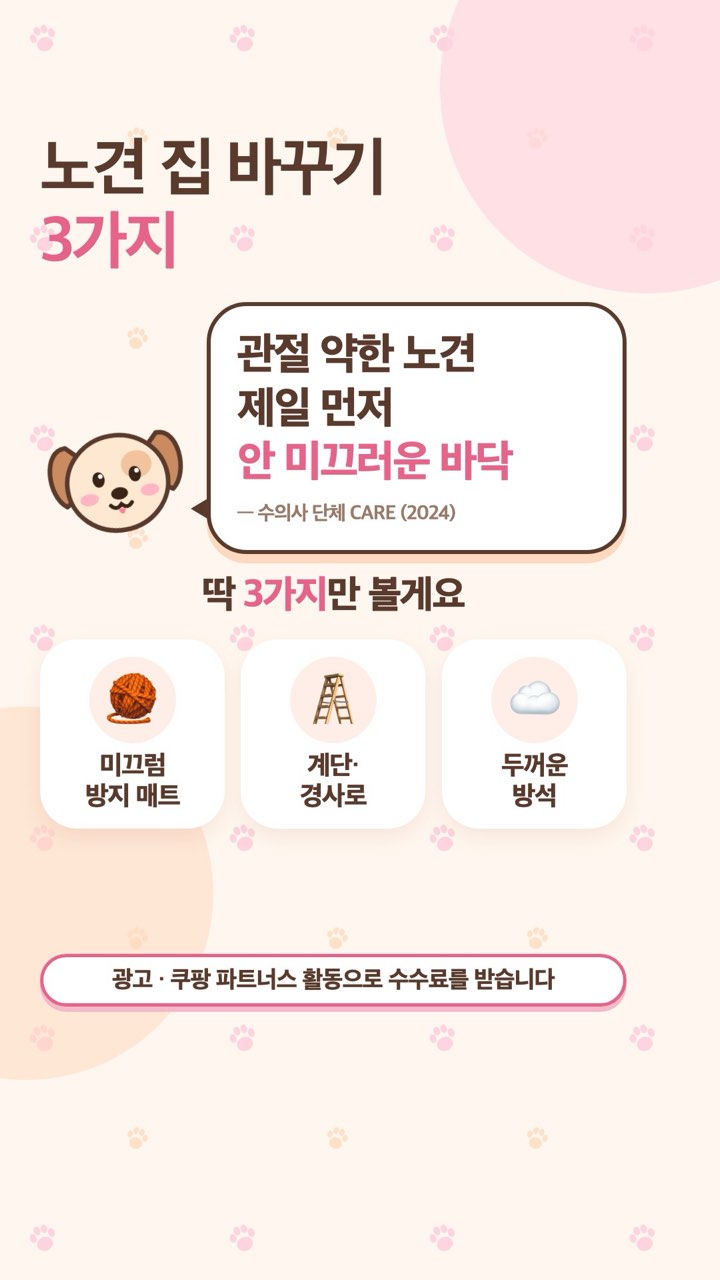 노견 집 바꾸기
3가지
관절 약한 노견
제일 먼저
안 미끄러운 바닥
— 수의사 단체 CARE (2024)
딱 3가지만 볼게요
미끄럼
방지 매트
계단·
경사로
두꺼운
방석
광고 · 쿠팡 파트너스 활동으로 수수료를 받습니다